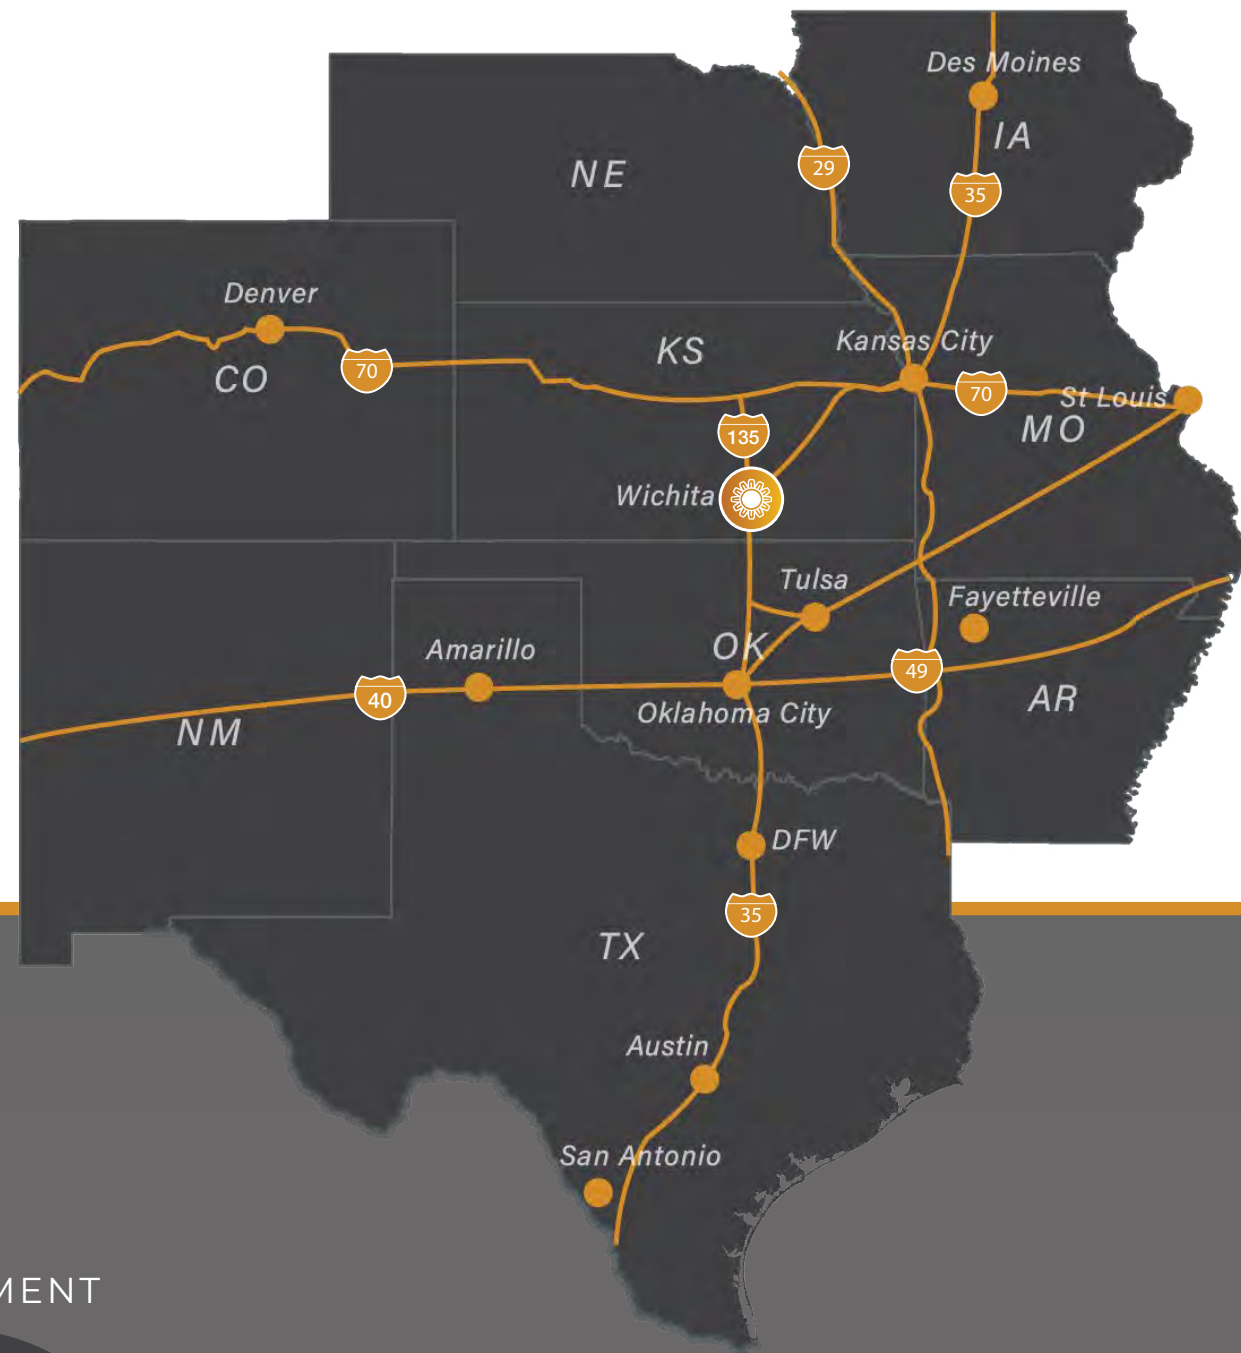 Des Moines
IA
29
NE
35
Denver
Kansas City
KS
70
CO
70
St Louis
MO
135
Wichita
Tulsa
Fayetteville
OK
Amarillo
49
40
AR
Oklahoma City
NM
DFW
35
TX
Austin
San Antonio
MENT